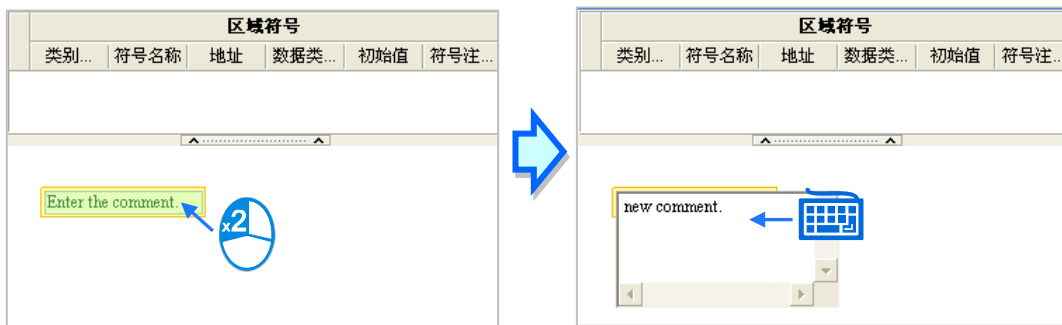 区域符号
类别... 符号名称 地址 数据类... 初始值 符号注...
Enter the comment.
x2
区域符号
类别... 符号名称 地址 数据类... 初始值 符号注...
new comment.